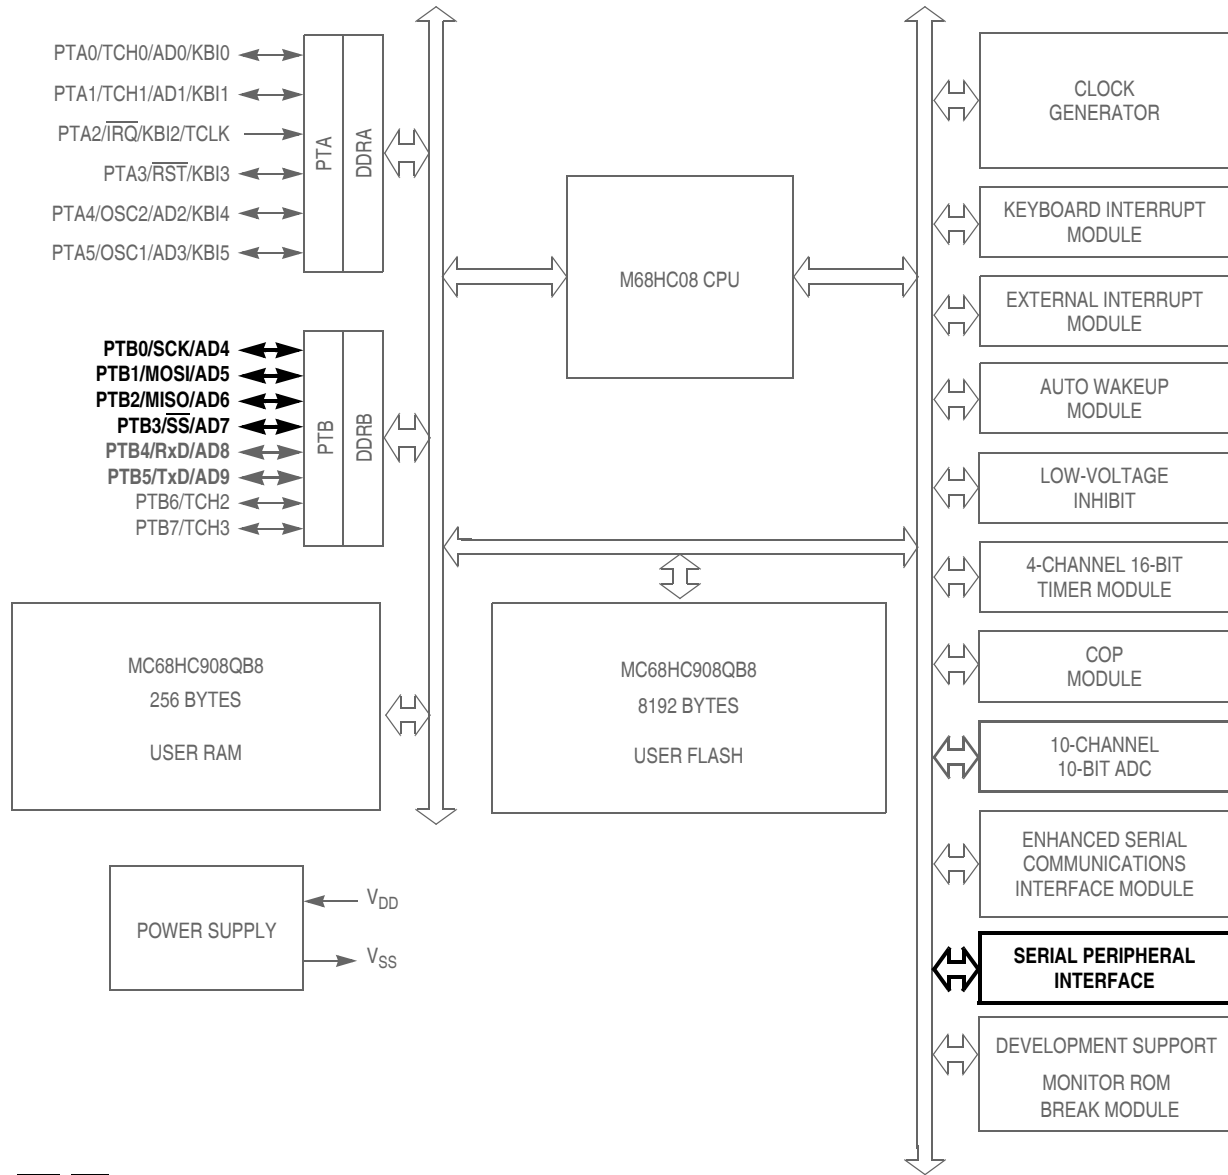 PTA0/TCH0/AD0/KBI0
PTA1/TCH1/AD1/KBI1
PTA2/I̅R̅Q̅/KBI2/TCLK
PTA3/R̅S̅T̅/KBI3
PTA4/OSC2/AD2/KBI4
PTA5/OSC1/AD3/KBI5
PTA
DDRA
PTB0/SCK/AD4
PTB1/MOSI/AD5
PTB2/MISO/AD6
PTB3/S̅S̅/AD7
PTB4/RxD/AD8
PTB5/TxD/AD9
PTB6/TCH2
PTB7/TCH3
PTB
DDRB
M68HC08 CPU
MC68HC908QB8
256 BYTES
USER RAM
MC68HC908QB8
8192 BYTES
USER FLASH
POWER SUPPLY
VDD
VSS
CLOCK
GENERATOR
KEYBOARD INTERRUPT
MODULE
EXTERNAL INTERRUPT
MODULE
AUTO WAKEUP
MODULE
LOW-VOLTAGE
INHIBIT
4-CHANNEL 16-BIT
TIMER MODULE
COP
MODULE
10-CHANNEL
10-BIT ADC
ENHANCED SERIAL
COMMUNICATIONS
INTERFACE MODULE
SERIAL PERIPHERAL
INTERFACE
DEVELOPMENT SUPPORT
MONITOR ROM
BREAK MODULE